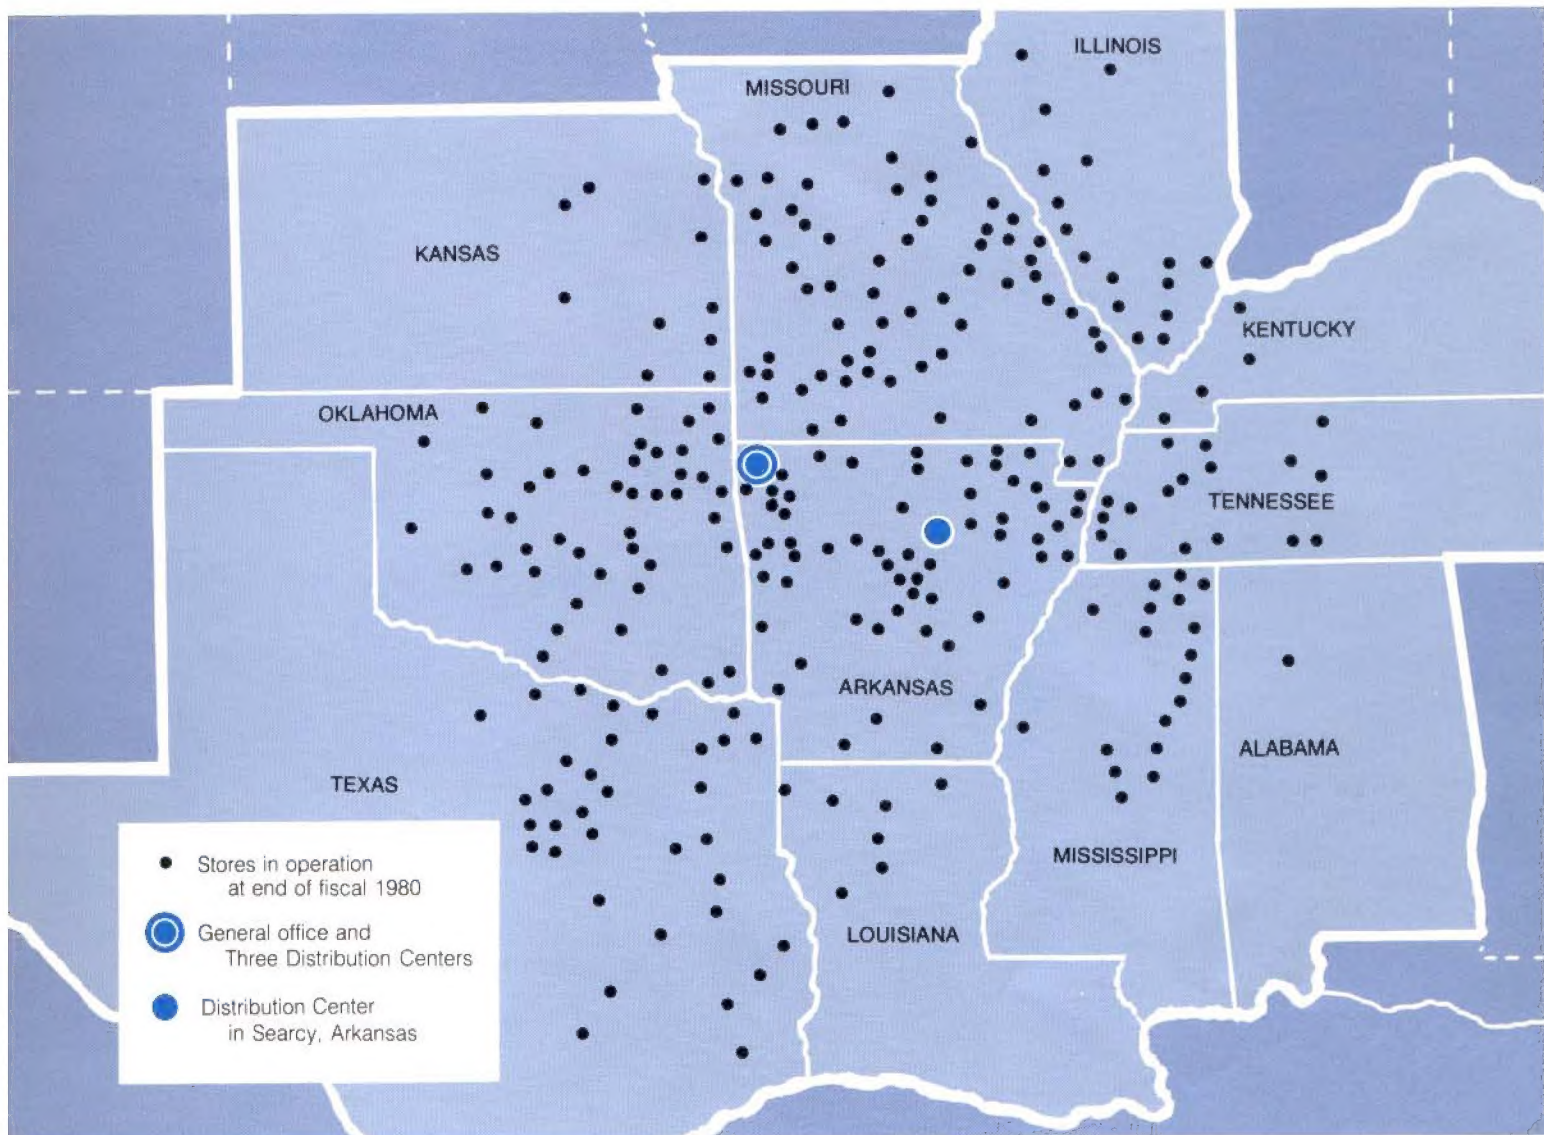 ILLINOIS
MISSOURI
KANSAS
KENTUCKY
OKLAHOMA
TENNESSEE
ARKANSAS
ALABAMA
TEXAS
MISSISSIPPI
LOUISIANA
Stores in operation
at end of fiscal 1980
General office and
Three Distribution Centers
Distribution Center
in Searcy, Arkansas